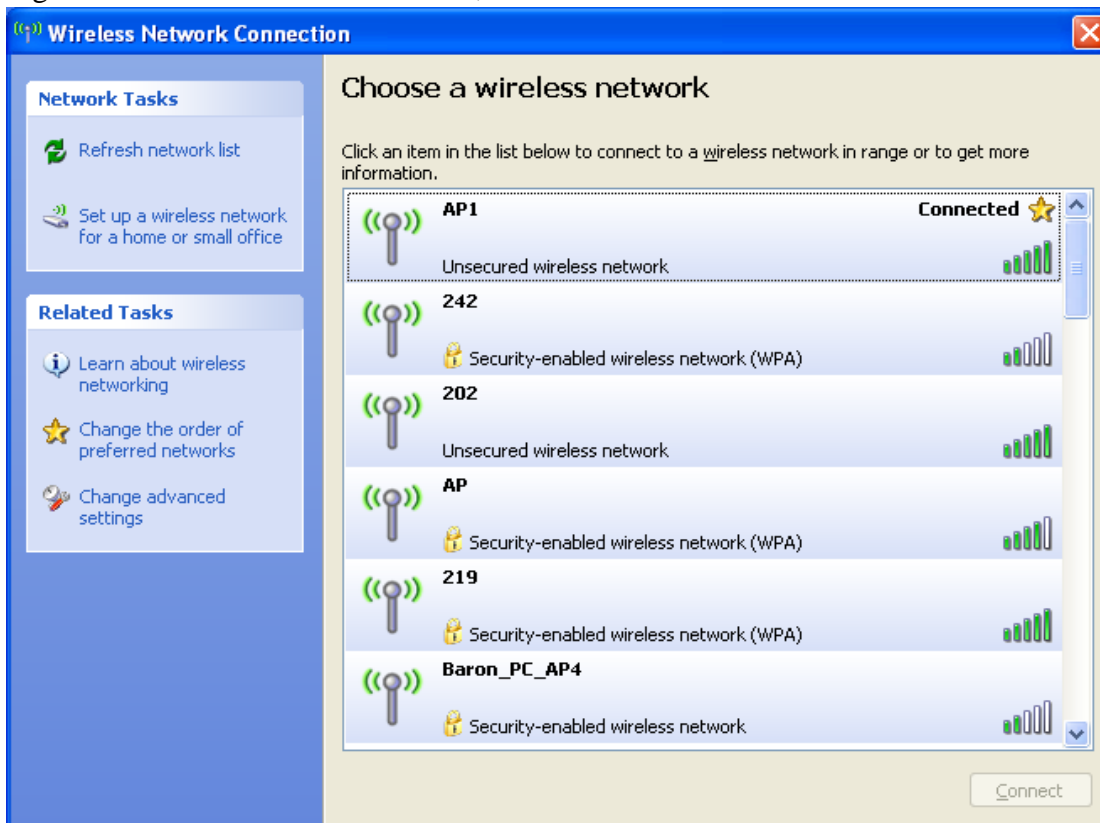 Wireless Network Connection
Network Tasks
Refresh network list
Set up a wireless network
for a home or small office
Related Tasks
Learn about wireless
networking
Change the order of
preferred networks
Change advanced
settings
Choose a wireless network
Click an item in the list below to connect to a wireless network in range or to get more
information.
AP1 Connected
Unsecured wireless network
242
Security-enabled wireless network (WPA)
202
Unsecured wireless network
AP
Security-enabled wireless network (WPA)
219
Security-enabled wireless network (WPA)
Baron_PC_AP4
Security-enabled wireless network
Connect